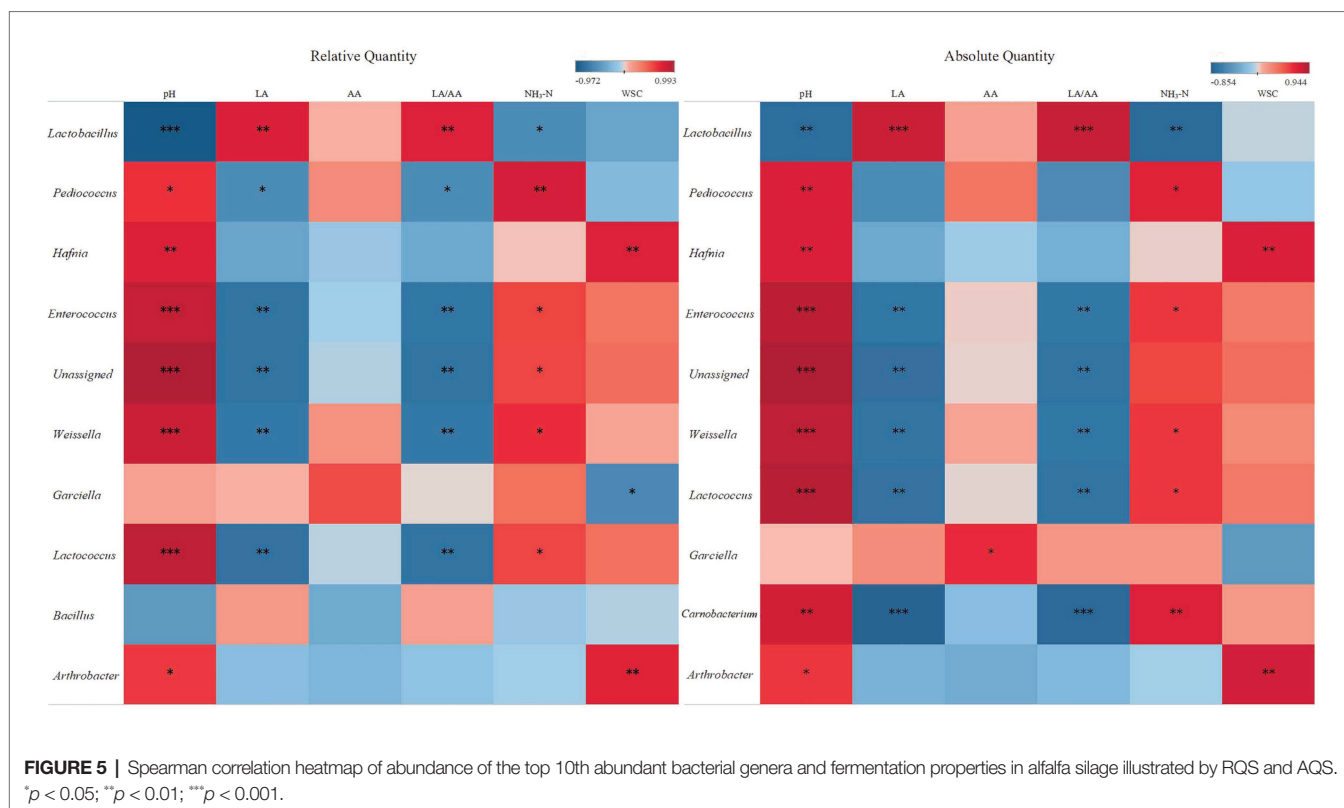 Relative Quantity
-0.972 0.993
pH LA AA LA/AA NH₃-N WSC
Lactobacillus *** ** ** *
Pediococcus * * * **
Hafnia ** **
Enterococcus *** ** ** *
Unassigned *** ** ** *
Weissella *** ** ** *
Garciella *
Lactococcus *** ** ** *
Bacillus
Arthrobacter * **
Absolute Quantity
-0.854 0.944
pH LA AA LA/AA NH₃-N WSC
Lactobacillus ** *** *** **
Pediococcus ** *
Hafnia ** **
Enterococcus *** ** ** *
Unassigned *** ** **
Weissella *** ** ** *
Lactococcus *** ** ** *
Garciella *
Carnobacterium ** *** *** **
Arthrobacter * **
FIGURE 5 | Spearman correlation heatmap of abundance of the top 10th abundant bacterial genera and fermentation properties in alfalfa silage illustrated by RQS and AQS.
*p < 0.05; **p < 0.01; ***p < 0.001.